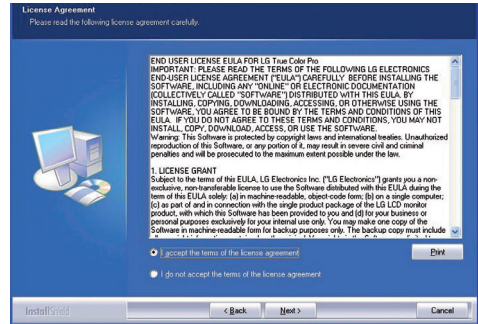 License Agreement
Please read the following license agreement carefully.
END USER LICENSE EULA FOR LG True Color Pro
IMPORTANT: PLEASE READ THE TERMS OF THE FOLLOWING LG ELECTRONICS
END-USER LICENSE AGREEMENT ("EULA") CAREFULLY BEFORE INSTALLING THE
SOFTWARE, INCLUDING ANY "ONLINE" OR ELECTRONIC DOCUMENTATION
(COLLECTIVELY CALLED "SOFTWARE") DISTRIBUTED WITH THIS EULA. BY
INSTALLING, COPYING, DOWNLOADING, ACCESSING, OR OTHERWISE USING THE
SOFTWARE, YOU AGREE TO BE BOUND BY THE TERMS AND CONDITIONS OF THIS
EULA. IF YOU DO NOT AGREE TO THESE TERMS AND CONDITIONS, YOU MAY NOT
INSTALL, COPY, DOWNLOAD, ACCESS, OR USE THE SOFTWARE.
Warning: This Software is protected by copyright laws and international treaties. Unauthorized
reproduction of this Software, or any portion of it, may result in severe civil and criminal
penalties and will be prosecuted to the maximum extent possible under the law.
1. LICENSE GRANT
Subject to the terms of this EULA, LG Electronics Inc. ("LG Electronics") grants you a non-
exclusive, non-transferable license to use the Software distributed with this EULA during the
term of this EULA solely: (a) in machine-readable, object-code form; (b) on a single computer;
(c) as part of and in connection with the single product package of the LG LCD monitor
product, with which this Software has been provided to you and (d) for your business or
personal purposes exclusively for your internal use only. You may make one copy of the
Software in machine-readable form for backup purposes only. The backup copy must include
I accept the terms of the license agreement
Print
I do not accept the terms of the license agreement
InstallShield
< Back
Next >
Cancel